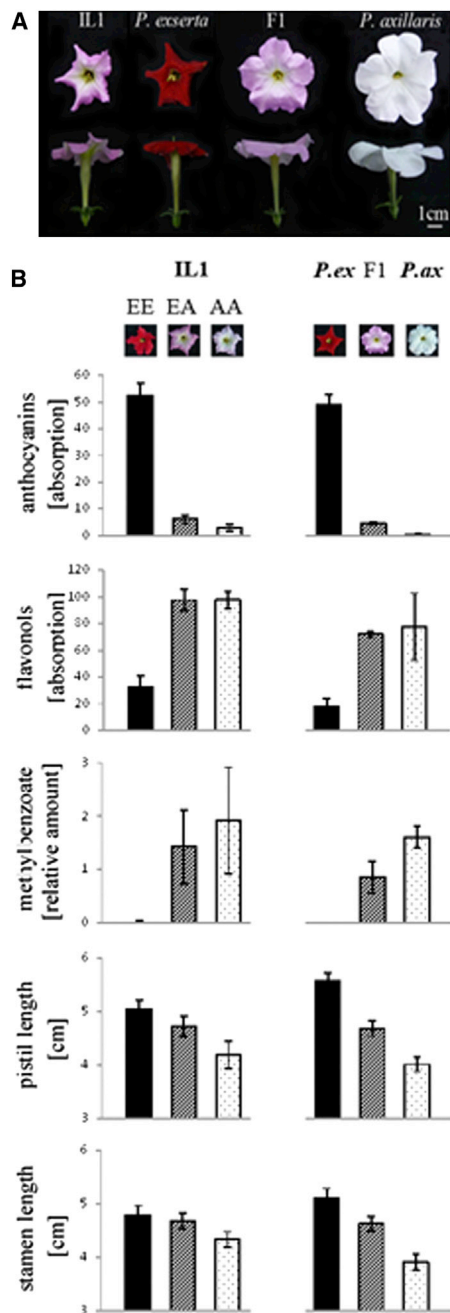 A
IL1 P. exserta F1 P. axillaris
1cm
B
IL1 P.ex F1 P.ax
EE EA AA
anthocyanins
[absorption]
60
50
40
30
20
10
0
flavonols
[absorption]
120
100
80
60
40
20
0
methylbenzoate
[relative amount]
3
2
1
0
pistil length
[cm]
6
5
4
3
stamen length
[cm]
6
5
4
3